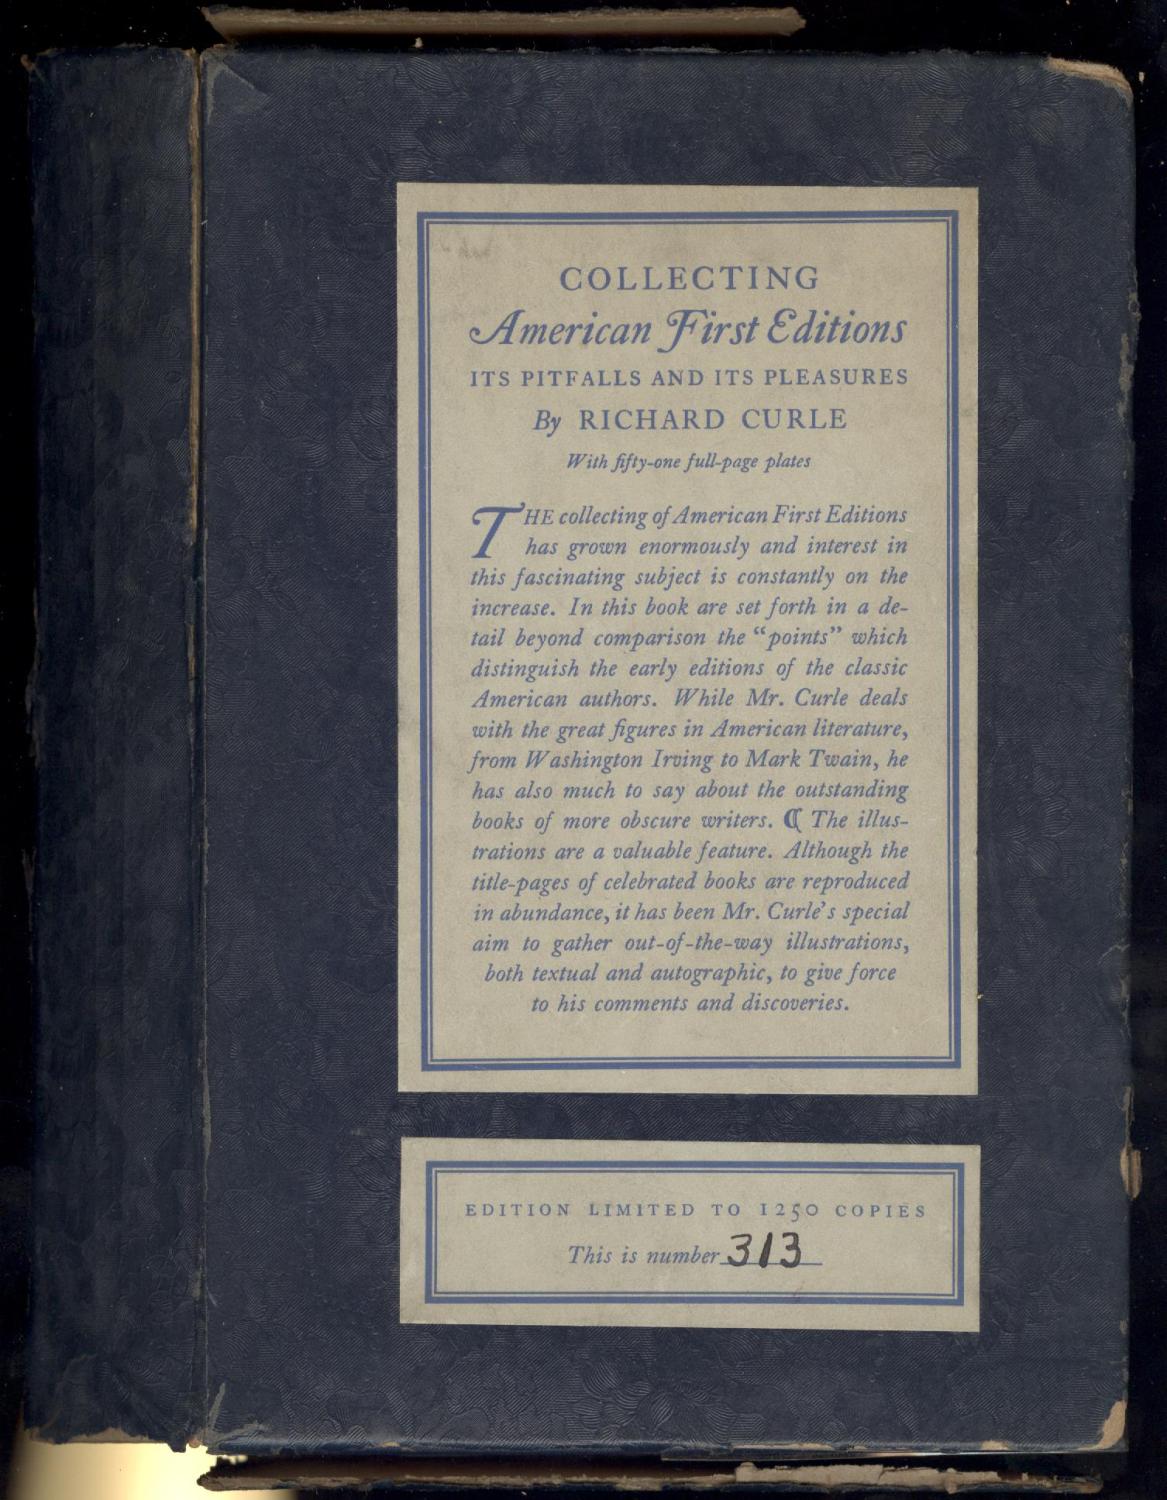 COLLECTING
American First Editions
ITS PITFALLS AND ITS PLEASURES
By RICHARD CURLE
With fifty-one full-page plates
THE collecting of American First Editions
has grown enormously and interest in
this fascinating subject is constantly on the
increase. In this book are set forth in a de-
tail beyond comparison the “points” which
distinguish the early editions of the classic
American authors. While Mr. Curle deals
with the great figures in American literature,
from Washington Irving to Mark Twain, he
has also much to say about the outstanding
books of more obscure writers. ⸿ The illus-
trations are a valuable feature. Although the
title-pages of celebrated books are reproduced
in abundance, it has been Mr. Curle's special
aim to gather out-of-the-way illustrations,
both textual and autographic, to give force
to his comments and discoveries.
EDITION LIMITED TO 1250 COPIES
This is number 313